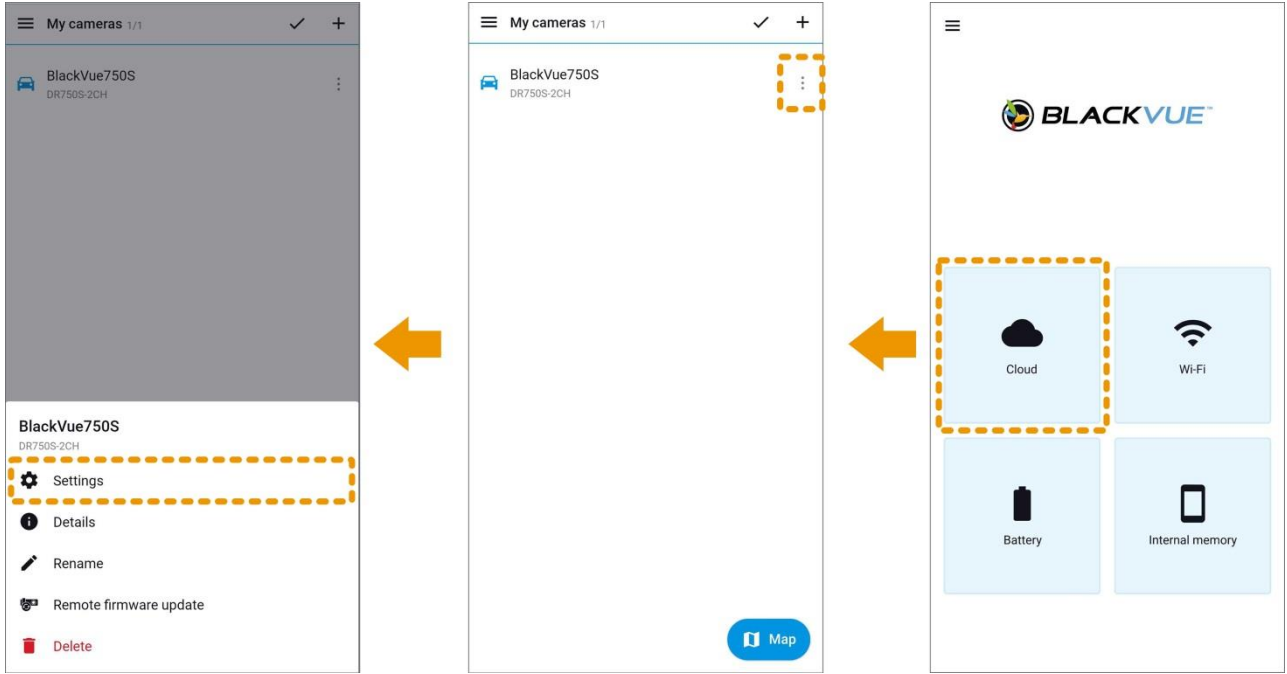 My cameras 1/1
BlackVue750S
DR750S-2CH
BlackVue750S
DR750S-2CH
Settings
Details
Rename
Remote firmware update
Delete
My cameras 1/1
BlackVue750S
DR750S-2CH
Map
BLACKVUE™
Cloud
Wi-Fi
Battery
Internal memory